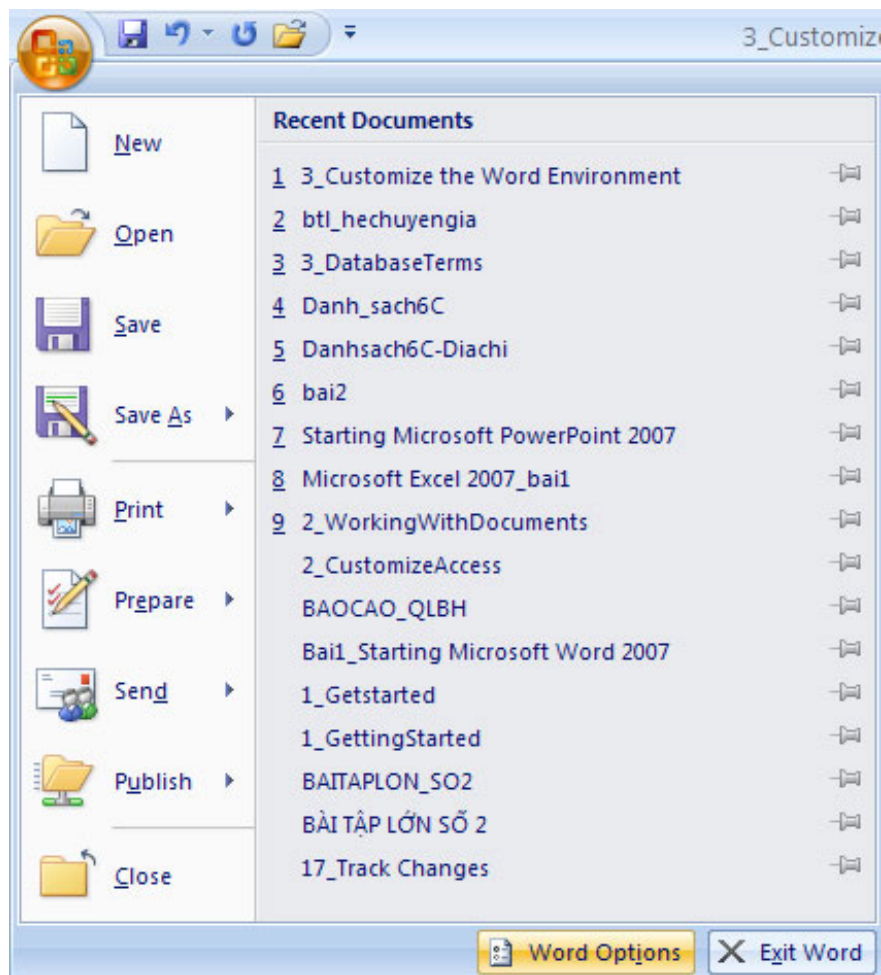 3_Customize
New
Open
Save
Save As
Print
Prepare
Send
Publish
Close
Recent Documents
1 3_Customize the Word Environment
2 btl_hechuyengia
3 3_DatabaseTerms
4 Danh_sach6C
5 Danhsach6C-Diachi
6 bai2
7 Starting Microsoft PowerPoint 2007
8 Microsoft Excel 2007_bai1
9 2_WorkingWithDocuments
2_CustomizeAccess
BAOCAO_QLBH
Bai1_Starting Microsoft Word 2007
1_Getstarted
1_GettingStarted
BAITAPLON_SO2
BÀI TẬP LỚN SỐ 2
17_Track Changes
Word Options
Exit Word